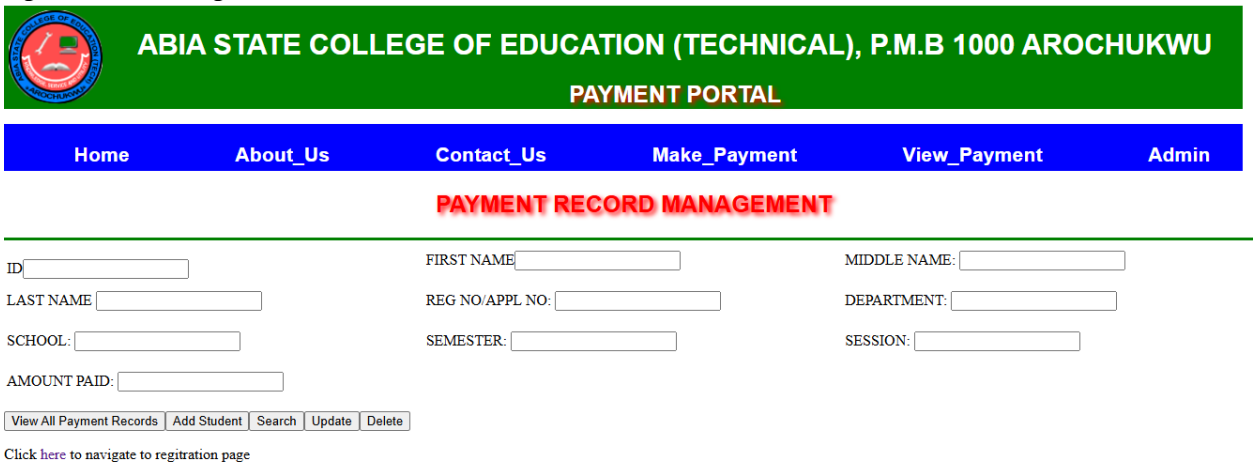 ABIA STATE COLLEGE OF EDUCATION (TECHNICAL), P.M.B 1000 AROCHUKWU
PAYMENT PORTAL
Home About_Us Contact_Us Make_Payment View_Payment Admin
PAYMENT RECORD MANAGEMENT
ID FIRST NAME MIDDLE NAME:
LAST NAME REG NO/APPL NO: DEPARTMENT:
SCHOOL: SEMESTER: SESSION:
AMOUNT PAID:
View All Payment Records Add Student Search Update Delete
Click here to navigate to regitration page